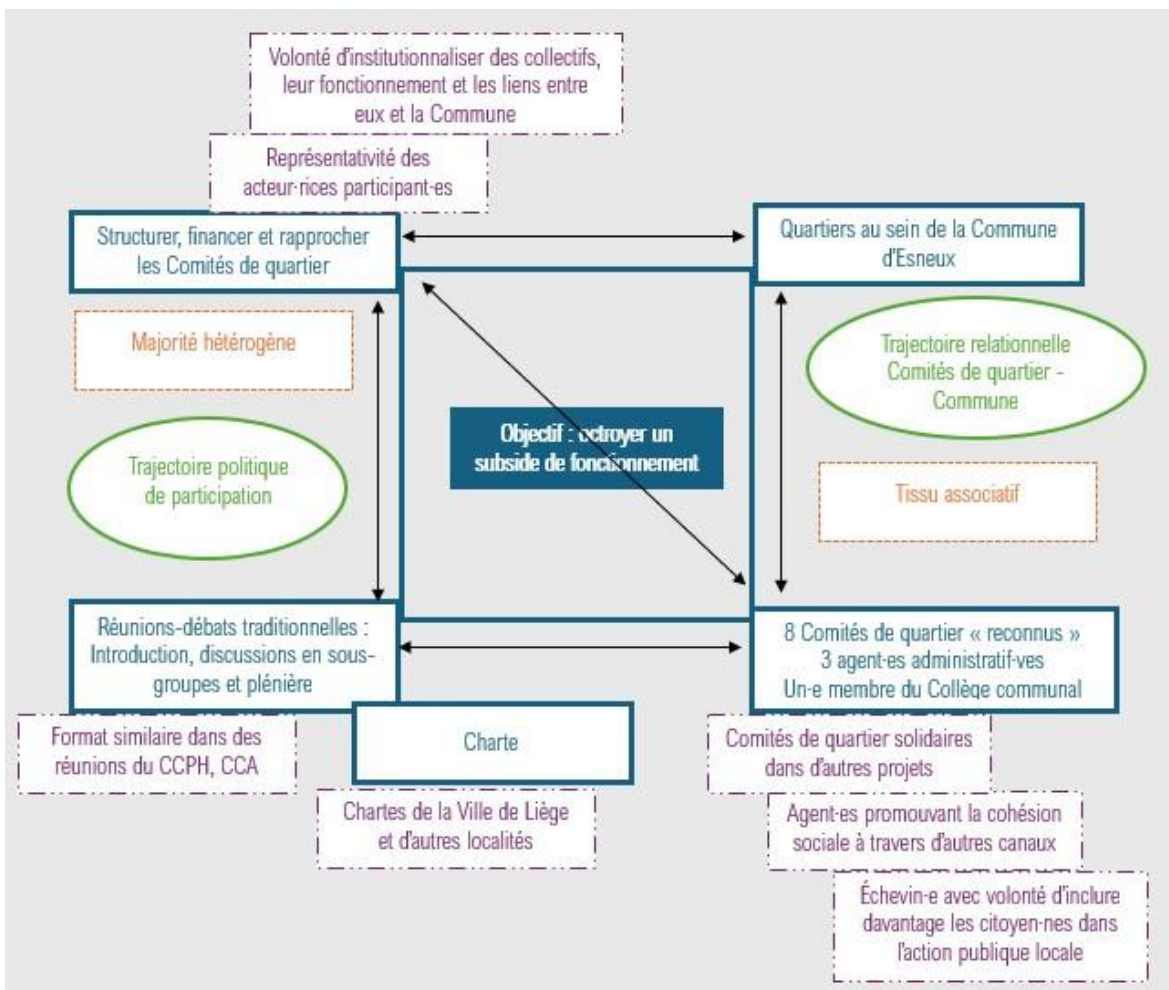 Volonté d'institutionnaliser des collectifs,
leur fonctionnement et les liens entre
eux et la Commune
Représentativité des
acteur·rices participant·es
Structurer, financer et rapprocher
les Comités de quartier
Quartiers au sein de la Commune
d'Esneux
Majorité hétérogène
Trajectoire relationnelle
Comités de quartier -
Commune
Objectif : octroyer un
subside de fonctionnement
Trajectoire politique
de participation
Tissu associatif
Réunions-débats traditionnelles :
Introduction, discussions en sous-
groupes et plénière
8 Comités de quartier « reconnus »
3 agent·es administratif·ves
Un·e membre du Collège communal
Format similaire dans des
réunions du CCPH, CCA
Charte
Chartes de la Ville de Liège
et d'autres localités
Comités de quartier solidaires
dans d'autres projets
Agent·es promouvant la cohésion
sociale à travers d'autres canaux
Échevin·e avec volonté d'inclure
davantage les citoyen·nes dans
l'action publique locale